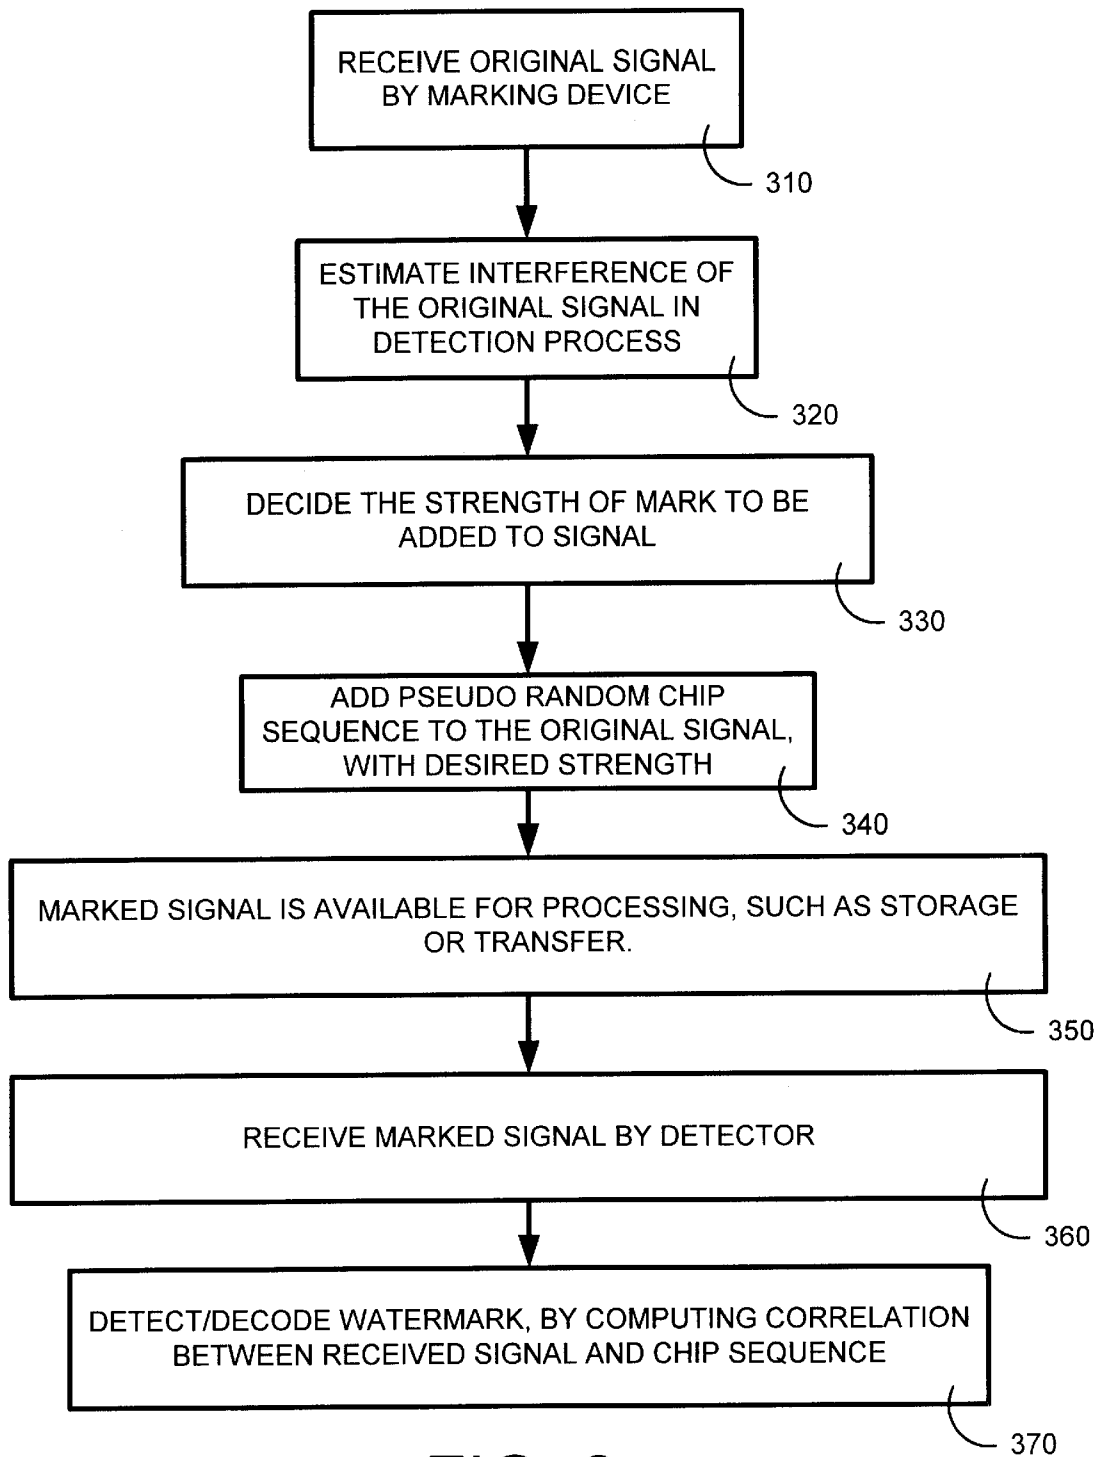 RECEIVE ORIGINAL SIGNAL
BY MARKING DEVICE
310
ESTIMATE INTERFERENCE OF
THE ORIGINAL SIGNAL IN
DETECTION PROCESS
320
DECIDE THE STRENGTH OF MARK TO BE
ADDED TO SIGNAL
330
ADD PSEUDO RANDOM CHIP
SEQUENCE TO THE ORIGINAL SIGNAL,
WITH DESIRED STRENGTH
340
MARKED SIGNAL IS AVAILABLE FOR PROCESSING, SUCH AS STORAGE
OR TRANSFER.
350
RECEIVE MARKED SIGNAL BY DETECTOR
360
DETECT/DECODE WATERMARK, BY COMPUTING CORRELATION
BETWEEN RECEIVED SIGNAL AND CHIP SEQUENCE
370